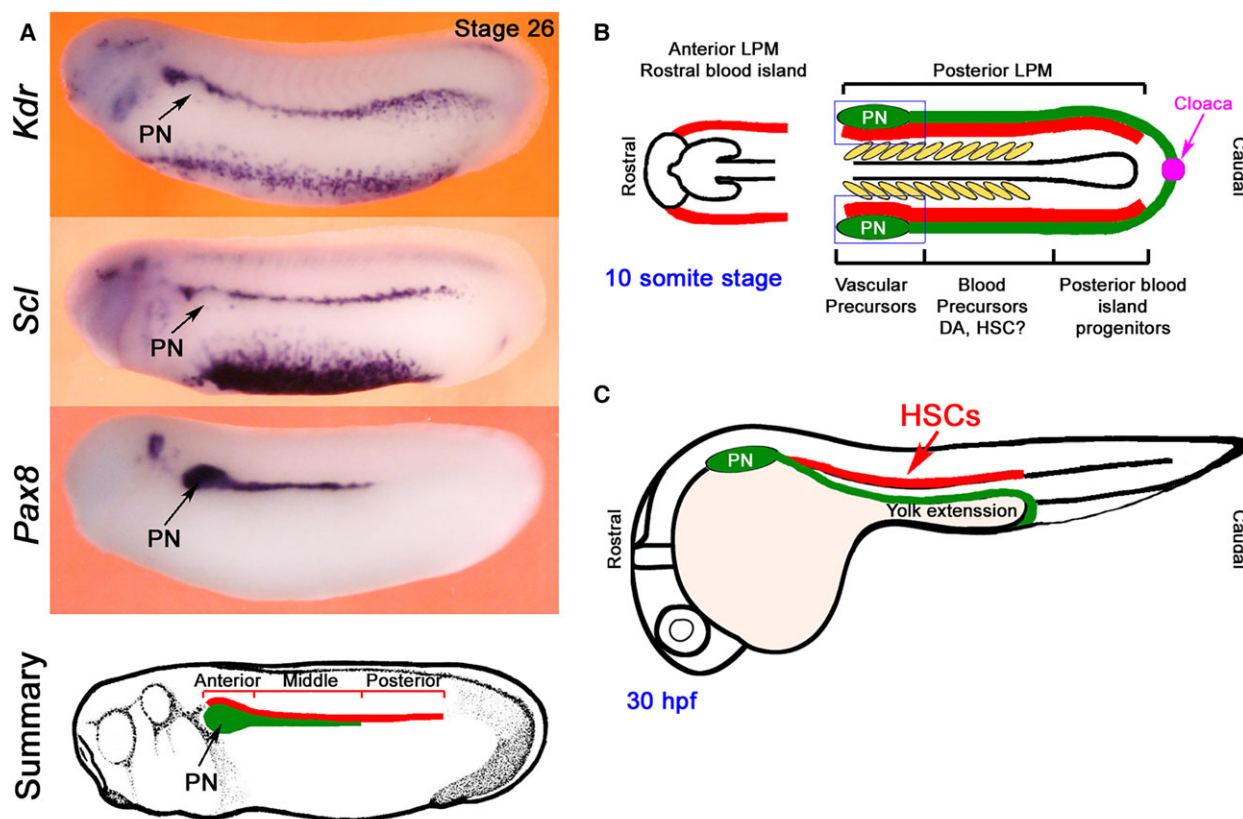 A
Stage 26
Kdr
PN
Scl
PN
Pax8
PN
Summary
Anterior Middle Posterior
PN
B
Anterior LPM
Rostral blood island
Posterior LPM
Cloaca
Rostral
PN
PN
Caudal
10 somite stage
Vascular
Precursors
Blood
Precursors
DA, HSC?
Posterior blood
island
progenitors
C
HSCs
PN
Yolk extenssion
Rostral
Caudal
30 hpf